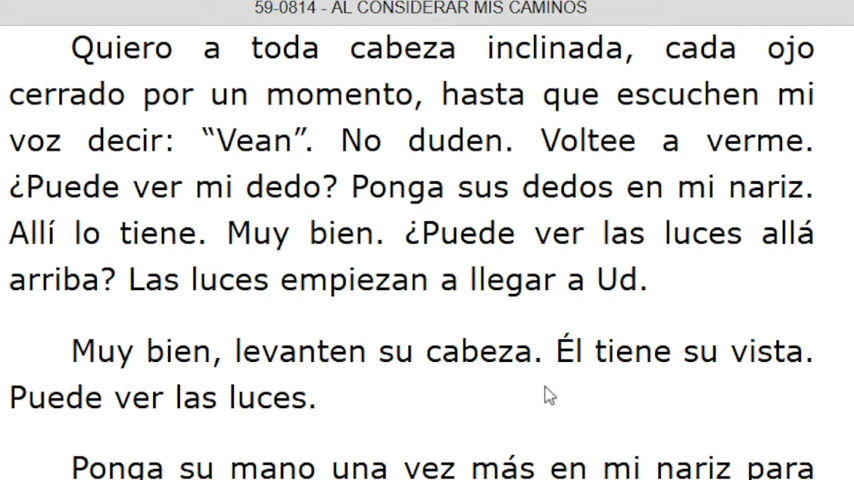 59-0814 - AL CONSIDERAR MIS CAMINOS
Quiero a toda cabeza inclinada, cada ojo
cerrado por un momento, hasta que escuchen mi
voz decir: “Vean”. No duden. Voltee a verme.
¿Puede ver mi dedo? Ponga sus dedos en mi nariz.
Allí lo tiene. Muy bien. ¿Puede ver las luces allá
arriba? Las luces empiezan a llegar a Ud.
Muy bien, levanten su cabeza. Él tiene su vista.
Puede ver las luces.
Ponga su mano una vez más en mi nariz para